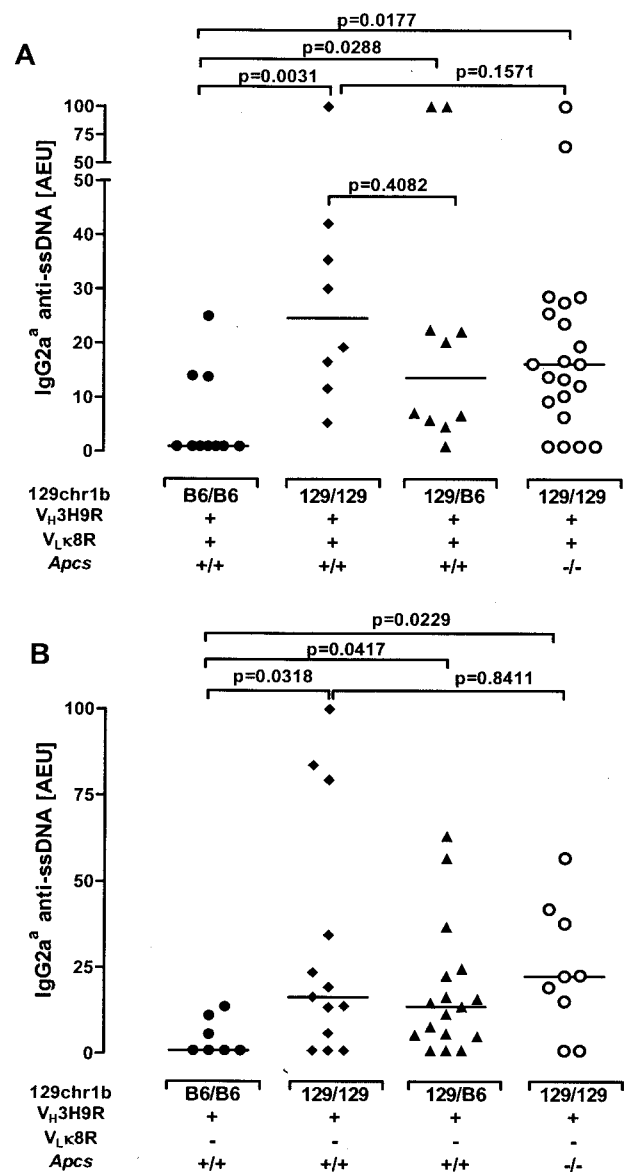 p=0.0177
A
p=0.0288
p=0.0031
p=0.1571
100
75
50
50
p=0.4082
40
30
20
10
0
IgG2aᵃ anti-ssDNA [AEU]
129chr1b B6/B6 129/129 129/B6 129/129
VH3H9R + + + +
VLκ8R + + + +
Apcs +/+ +/+ +/+ -/-
p=0.0229
B
p=0.0417
p=0.0318
p=0.8411
100
75
50
25
0
IgG2aᵃ anti-ssDNA [AEU]
129chr1b B6/B6 129/129 129/B6 129/129
VH3H9R + + + +
VLκ8R - - - -
Apcs +/+ +/+ +/+ -/-